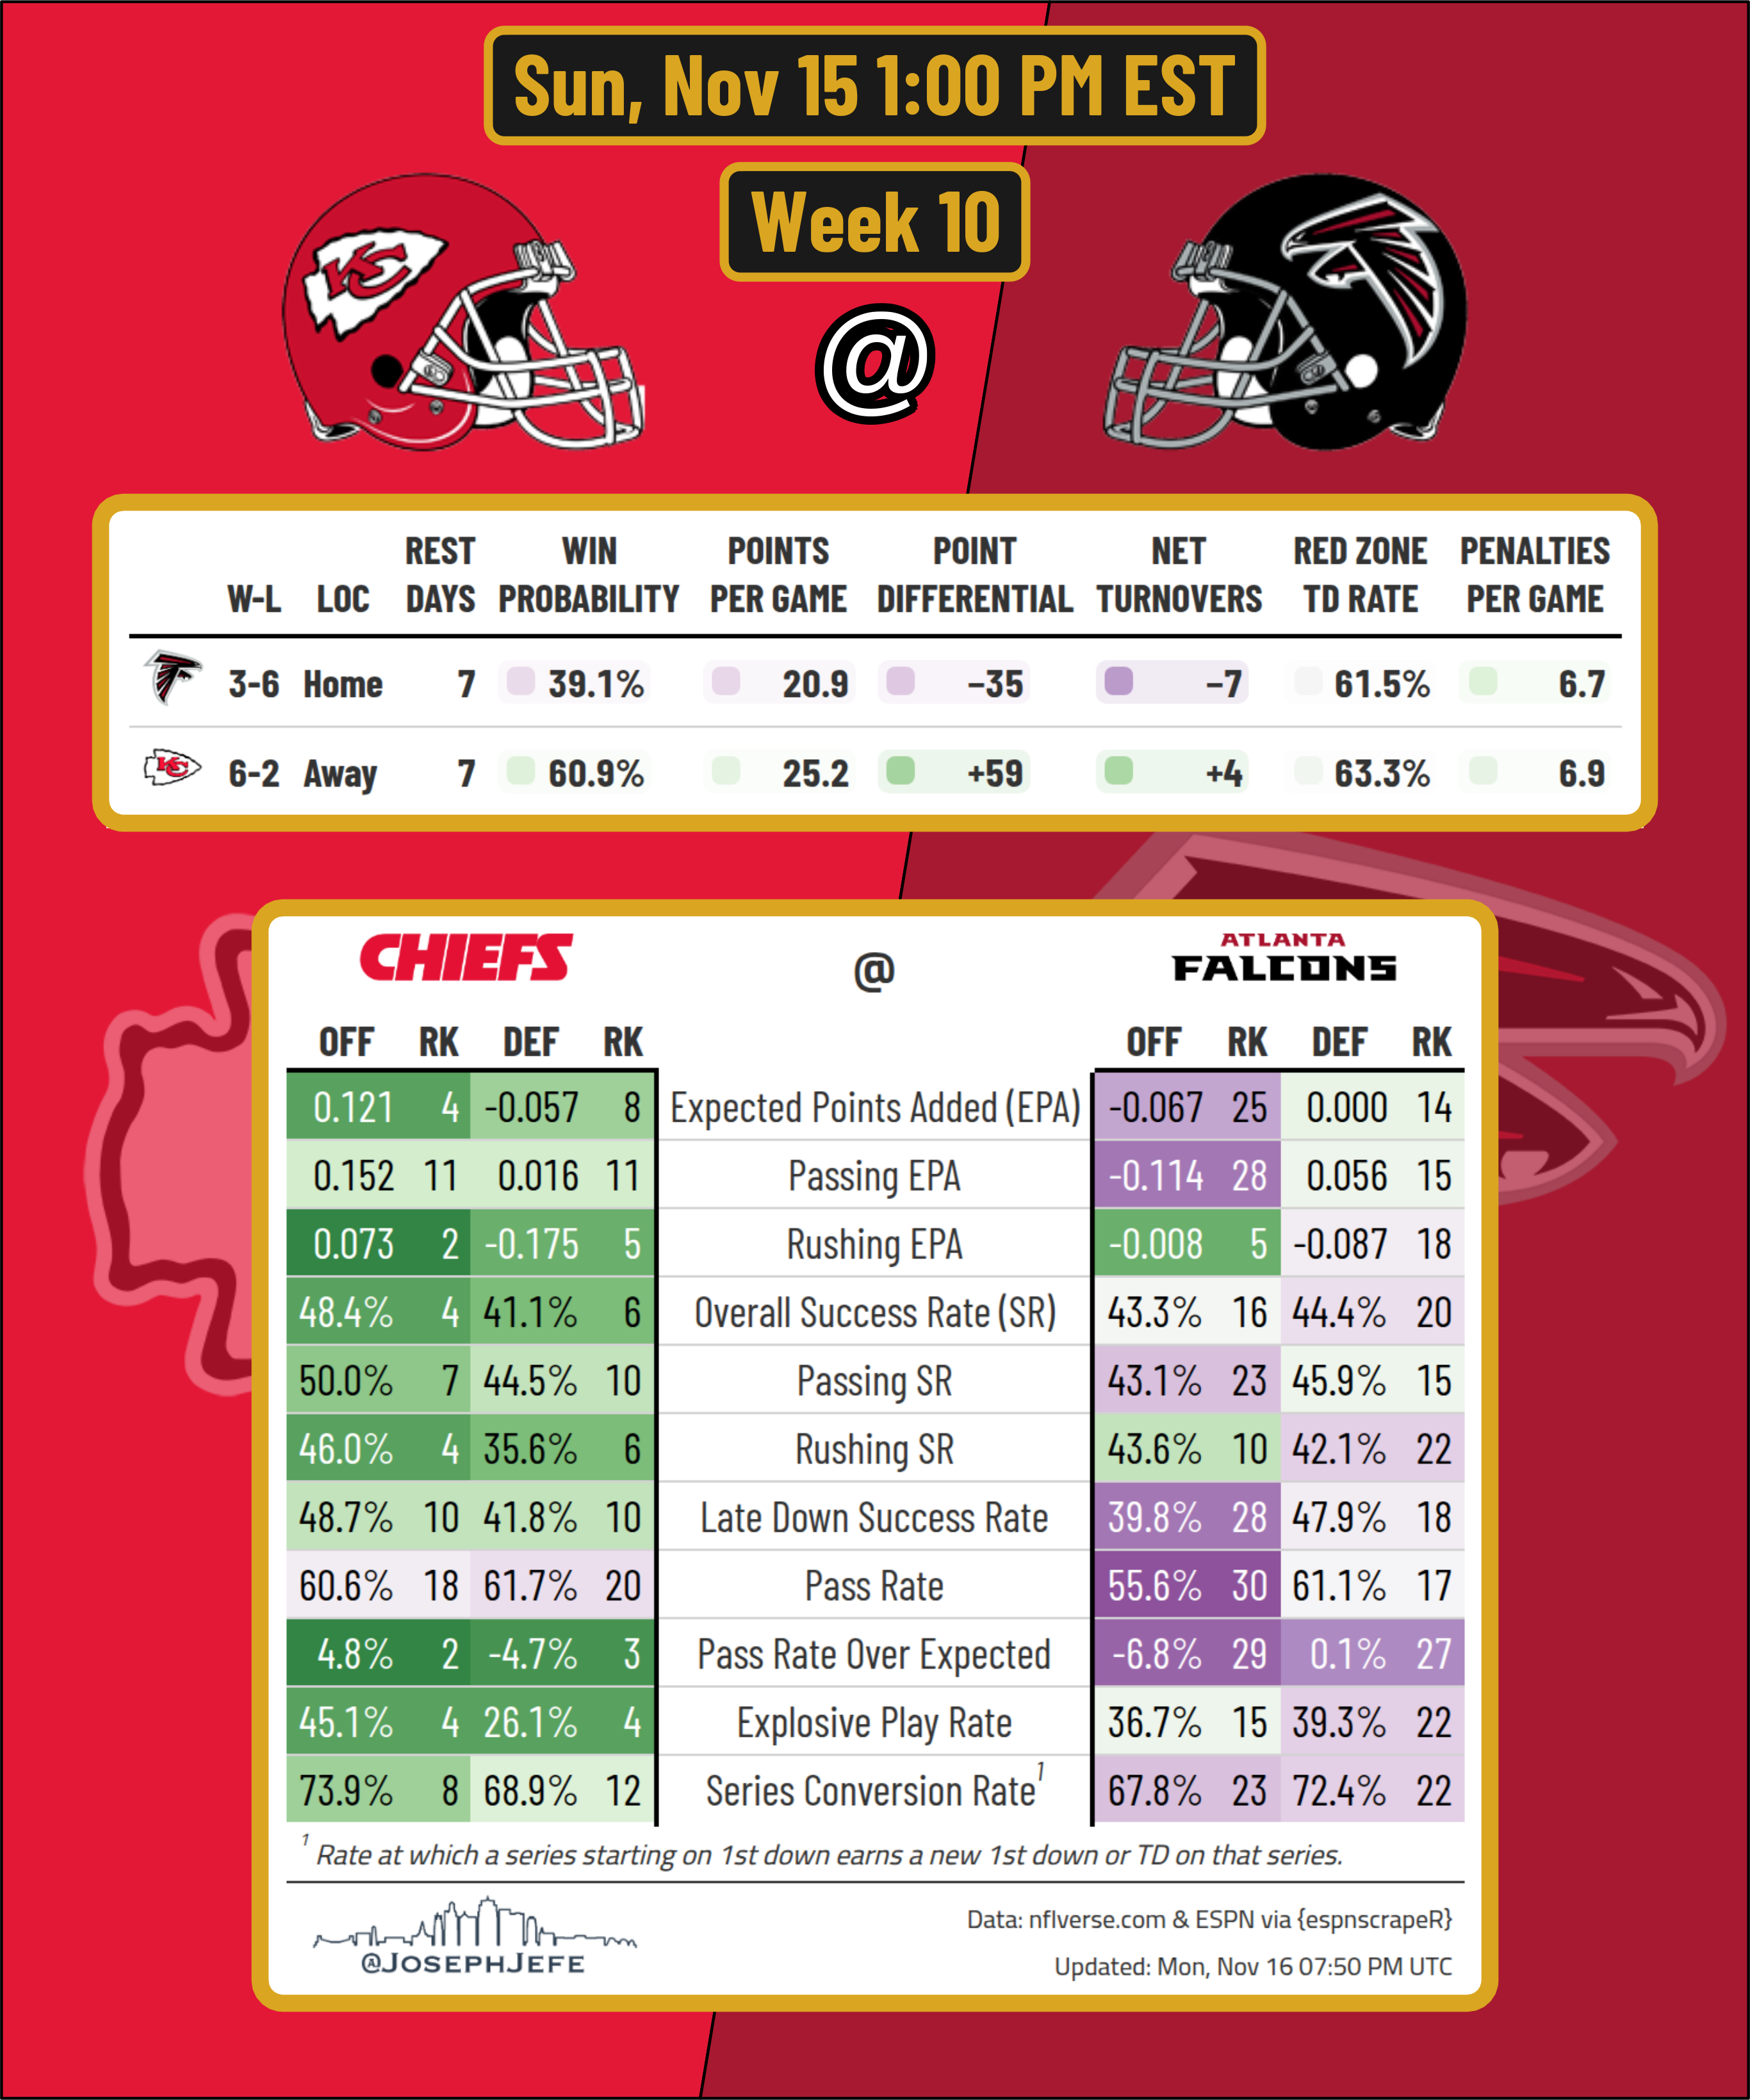 Sun, Nov 15 1:00 PM EST
Week 10
KC
@
REST WIN POINTS POINT NET RED ZONE PENALTIES
W-L LOC DAYS PROBABILITY PER GAME DIFFERENTIAL TURNOVERS TD RATE PER GAME
3-6 Home 7 39.1% 20.9 −35 −7 61.5% 6.7
KC 6-2 Away 7 60.9% 25.2 +59 +4 63.3% 6.9
CHIEFS @ ATLANTA FALCONS
OFF RK DEF RK OFF RK DEF RK
0.121 4 -0.057 8 Expected Points Added (EPA) -0.067 25 0.000 14
0.152 11 0.016 11 Passing EPA -0.114 28 0.056 15
0.073 2 -0.175 5 Rushing EPA -0.008 5 -0.087 18
48.4% 4 41.1% 6 Overall Success Rate (SR) 43.3% 16 44.4% 20
50.0% 7 44.5% 10 Passing SR 43.1% 23 45.9% 15
46.0% 4 35.6% 6 Rushing SR 43.6% 10 42.1% 22
48.7% 10 41.8% 10 Late Down Success Rate 39.8% 28 47.9% 18
60.6% 18 61.7% 20 Pass Rate 55.6% 30 61.1% 17
4.8% 2 -4.7% 3 Pass Rate Over Expected -6.8% 29 0.1% 27
45.1% 4 26.1% 4 Explosive Play Rate 36.7% 15 39.3% 22
73.9% 8 68.9% 12 Series Conversion Rate1 67.8% 23 72.4% 22
1 Rate at which a series starting on 1st down earns a new 1st down or TD on that series.
@JOSEPHJEFE
Data: nflverse.com & ESPN via {espnscrapeR}
Updated: Mon, Nov 16 07:50 PM UTC